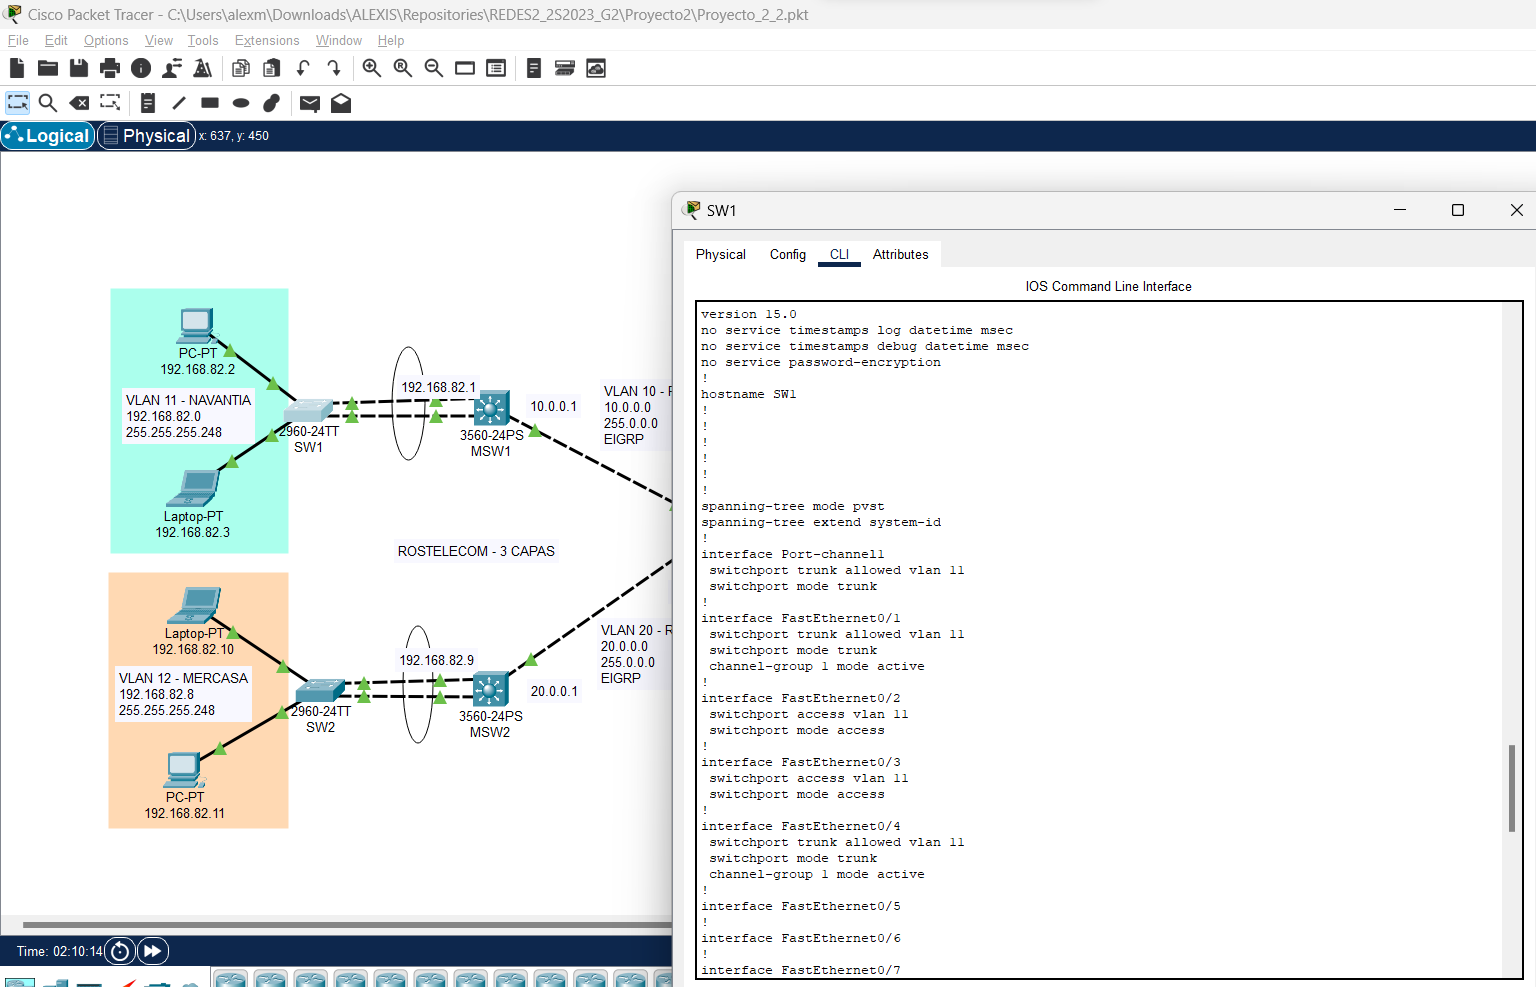 Cisco Packet Tracer - C:\Users\alexm\Downloads\ALEXIS\Repositories\REDES2_2S2023_G2\Proyecto2\Proyecto_2_2.pkt
File Edit Options View Tools Extensions Window Help
Logical Physical x: 637, y: 450
PC-PT
192.168.82.2
VLAN 11 - NAVANTIA
192.168.82.0
255.255.255.248
Laptop-PT
192.168.82.3
2960-24TT
SW1
192.168.82.1
3560-24PS
MSW1
10.0.0.1
VLAN 10 - R
10.0.0.0
255.0.0.0
EIGRP
ROSTELECOM - 3 CAPAS
Laptop-PT
192.168.82.10
VLAN 12 - MERCASA
192.168.82.8
255.255.255.248
PC-PT
192.168.82.11
2960-24TT
SW2
192.168.82.9
3560-24PS
MSW2
20.0.0.1
VLAN 20 - R
20.0.0.0
255.0.0.0
EIGRP
Time: 02:10:14
SW1
Physical Config CLI Attributes
IOS Command Line Interface
version 15.0
no service timestamps log datetime msec
no service timestamps debug datetime msec
no service password-encryption
!
hostname SW1
!
!
!
!
!
!
spanning-tree mode pvst
spanning-tree extend system-id
!
interface Port-channel1
switchport trunk allowed vlan 11
switchport mode trunk
!
interface FastEthernet0/1
switchport trunk allowed vlan 11
switchport mode trunk
channel-group 1 mode active
!
interface FastEthernet0/2
switchport access vlan 11
switchport mode access
!
interface FastEthernet0/3
switchport access vlan 11
switchport mode access
!
interface FastEthernet0/4
switchport trunk allowed vlan 11
switchport mode trunk
channel-group 1 mode active
!
interface FastEthernet0/5
!
interface FastEthernet0/6
!
interface FastEthernet0/7